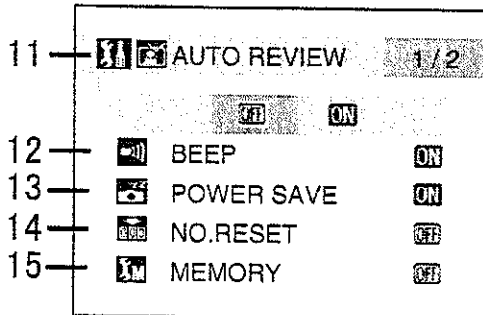 11 AUTO REVIEW 1/2
OFF ON
12 BEEP ON
13 POWER SAVE ON
14 NO.RESET OFF
15 MEMORY OFF